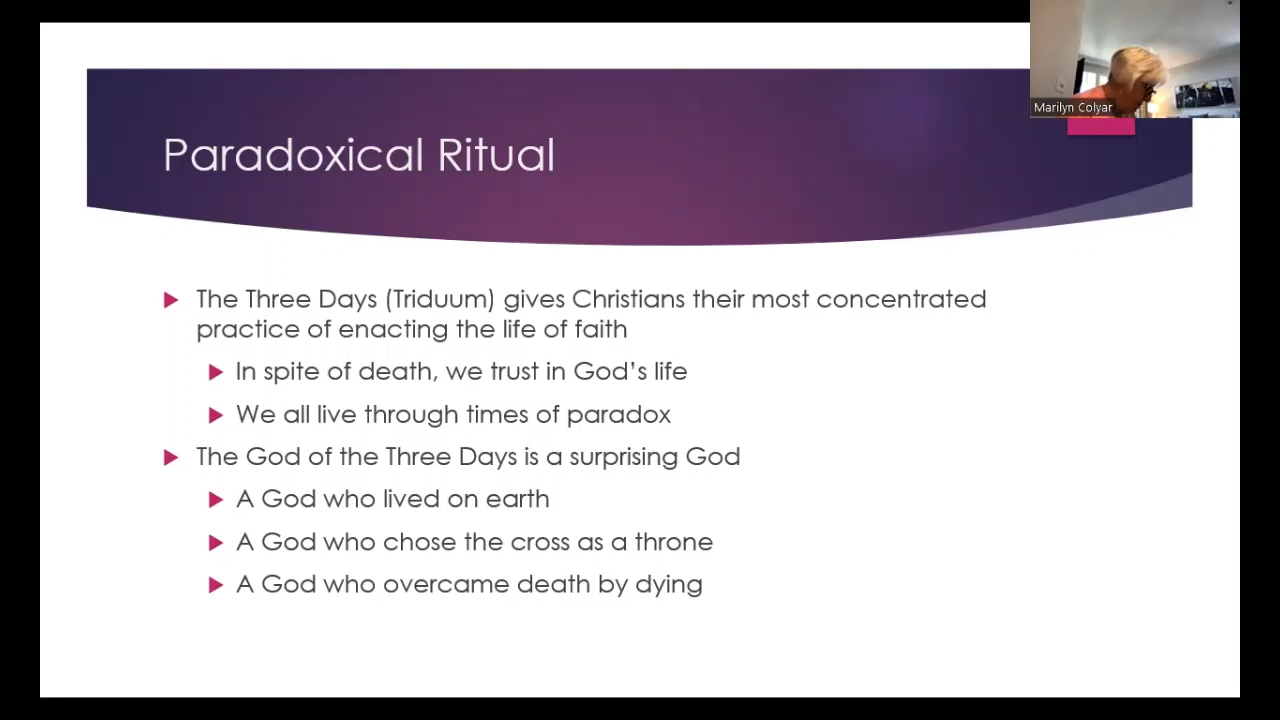 Marilyn Colyar
Paradoxical Ritual
The Three Days (Triduum) gives Christians their most concentrated
practice of enacting the life of faith
In spite of death, we trust in God’s life
We all live through times of paradox
The God of the Three Days is a surprising God
A God who lived on earth
A God who chose the cross as a throne
A God who overcame death by dying